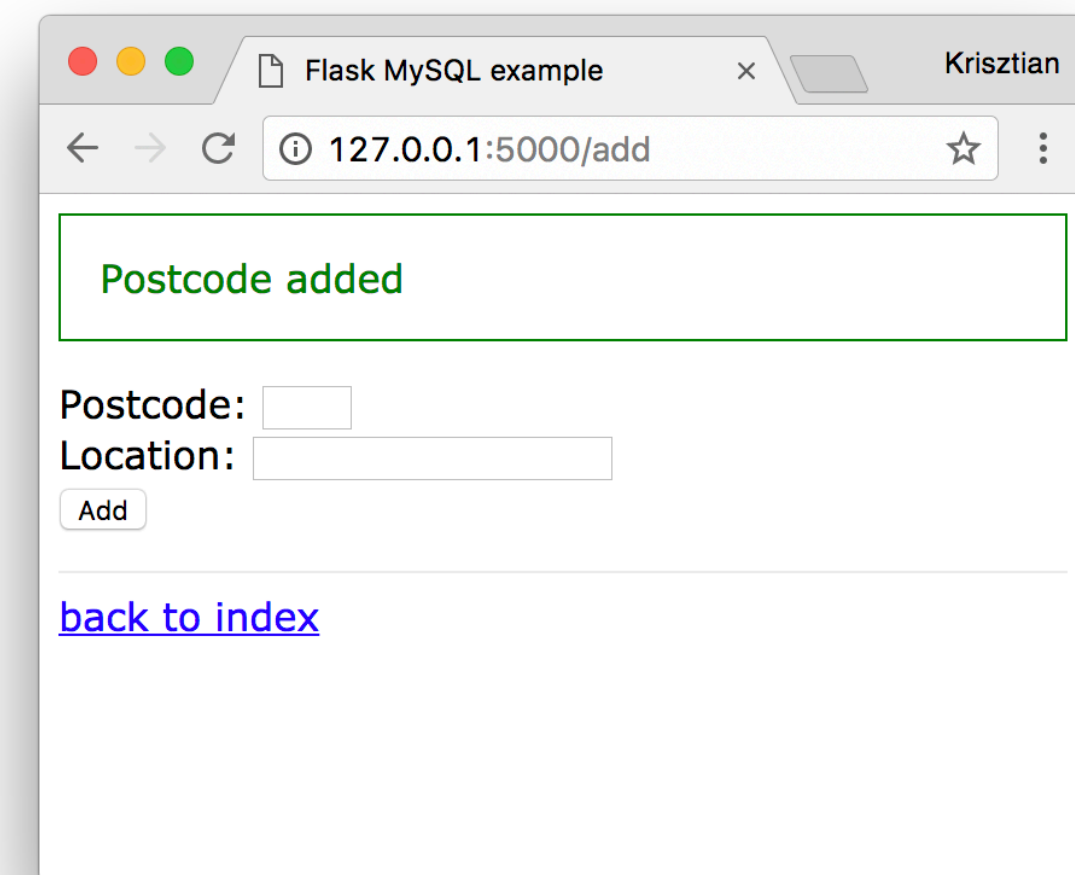 Flask MySQL example
Krisztian
127.0.0.1:5000/add
Postcode added
Postcode:
Location:
Add
back to index